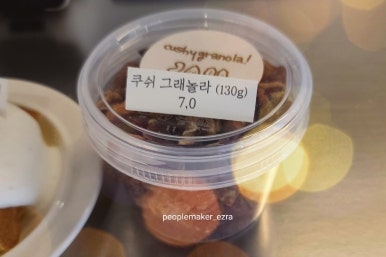 cushygranola!
쿠쉬 그래놀라 (130g)
7,0
peoplemaker_ezra